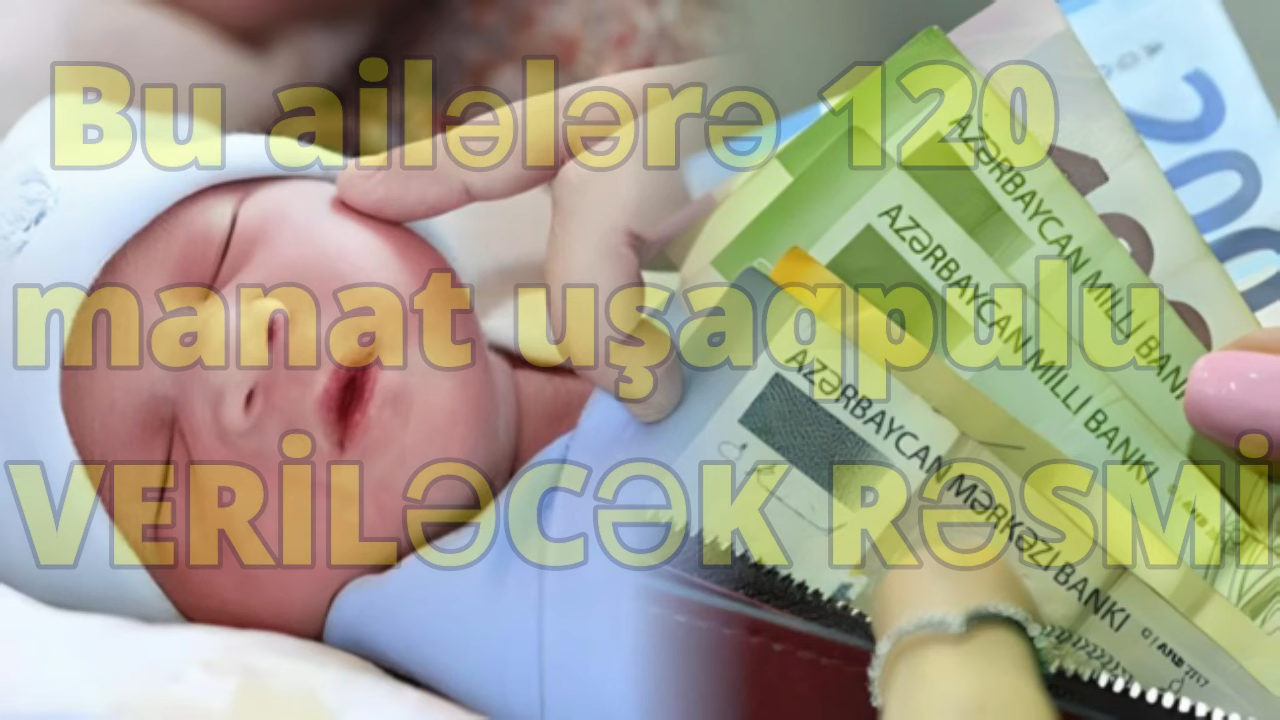 Bu ailələrə 120
manat uşaqpulu
VERİLƏCƏK RƏSMİ
200
AZƏRBAYCAN MİLLİ BANKI
AZƏRBAYCAN MİLLİ BANKI
AZƏRBAYCAN MƏRKƏZİ BANKI